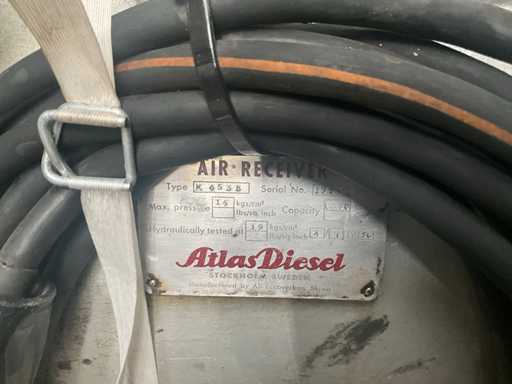 AIR·RECEIVER
Type K 6535 Serial No.
Max. pressure 15 kgs/cm² lbs/sq. inch Capacity
Hydraulically tested at 19 kgs/cm² lbs/sq inch
Atlas Diesel
STOCKHOLM SWEDEN
Manufactured by AB